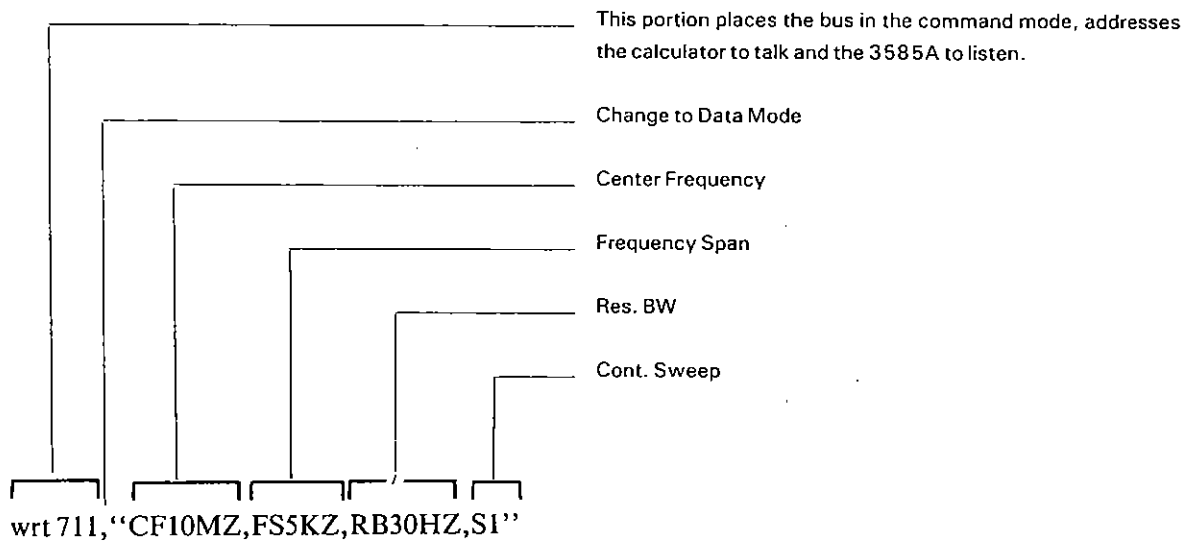 This portion places the bus in the command mode, addresses
the calculator to talk and the 3585A to listen.
Change to Data Mode
Center Frequency
Frequency Span
Res. BW
Cont. Sweep
wrt 711,“CF10MZ,FS5KZ,RB30HZ,S1”